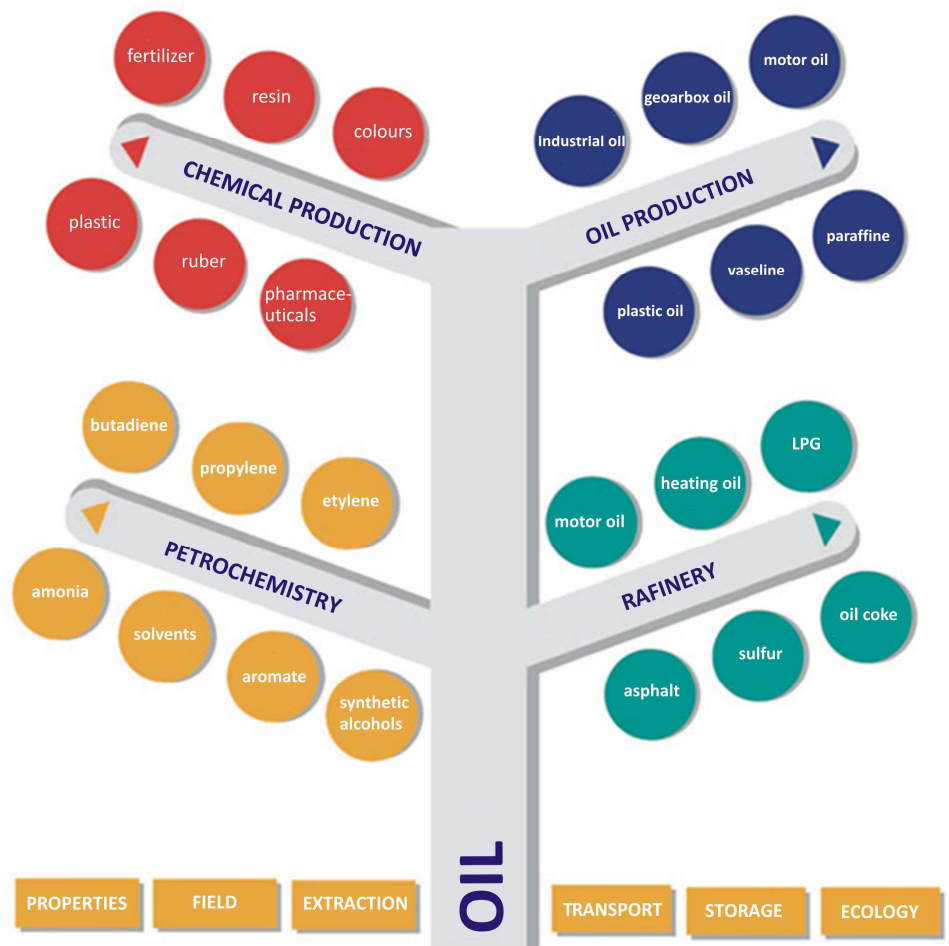 fertilizer
resin
colours
CHEMICAL PRODUCTION
plastic
ruber
pharmace-
uticals
motor oil
geoarbox oil
industrial oil
OIL PRODUCTION
paraffine
vaseline
plastic oil
butadiene
propylene
etylene
PETROCHEMISTRY
amonia
solvents
aromate
synthetic
alcohols
LPG
heating oil
motor oil
RAFINERY
oil coke
sulfur
asphalt
OIL
PROPERTIES
FIELD
EXTRACTION
TRANSPORT
STORAGE
ECOLOGY